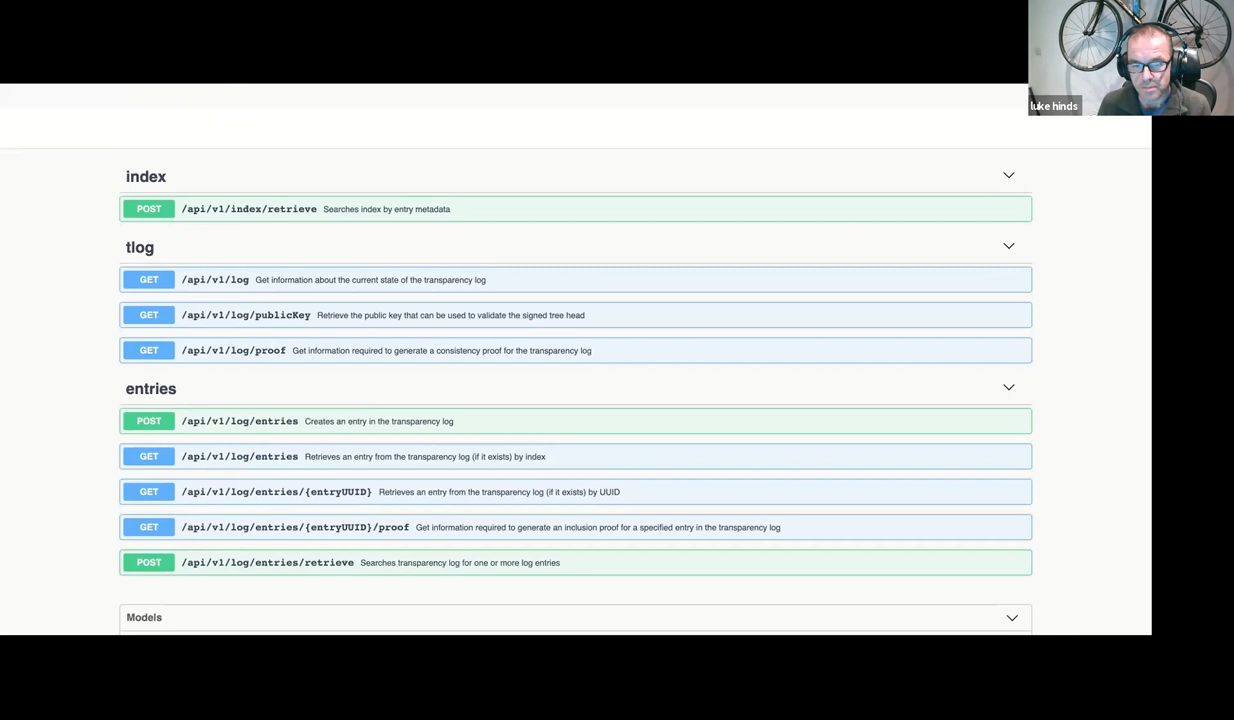 luke hinds
index
POST /api/v1/index/retrieve Searches index by entry metadata
tlog
GET /api/v1/log Get information about the current state of the transparency log
GET /api/v1/log/publicKey Retrieve the public key that can be used to validate the signed tree head
GET /api/v1/log/proof Get information required to generate a consistency proof for the transparency log
entries
POST /api/v1/log/entries Creates an entry in the transparency log
GET /api/v1/log/entries Retrieves an entry from the transparency log (if it exists) by index
GET /api/v1/log/entries/{entryUUID} Retrieves an entry from the transparency log (if it exists) by UUID
GET /api/v1/log/entries/{entryUUID}/proof Get information required to generate an inclusion proof for a specified entry in the transparency log
POST /api/v1/log/entries/retrieve Searches transparency log for one or more log entries
Models